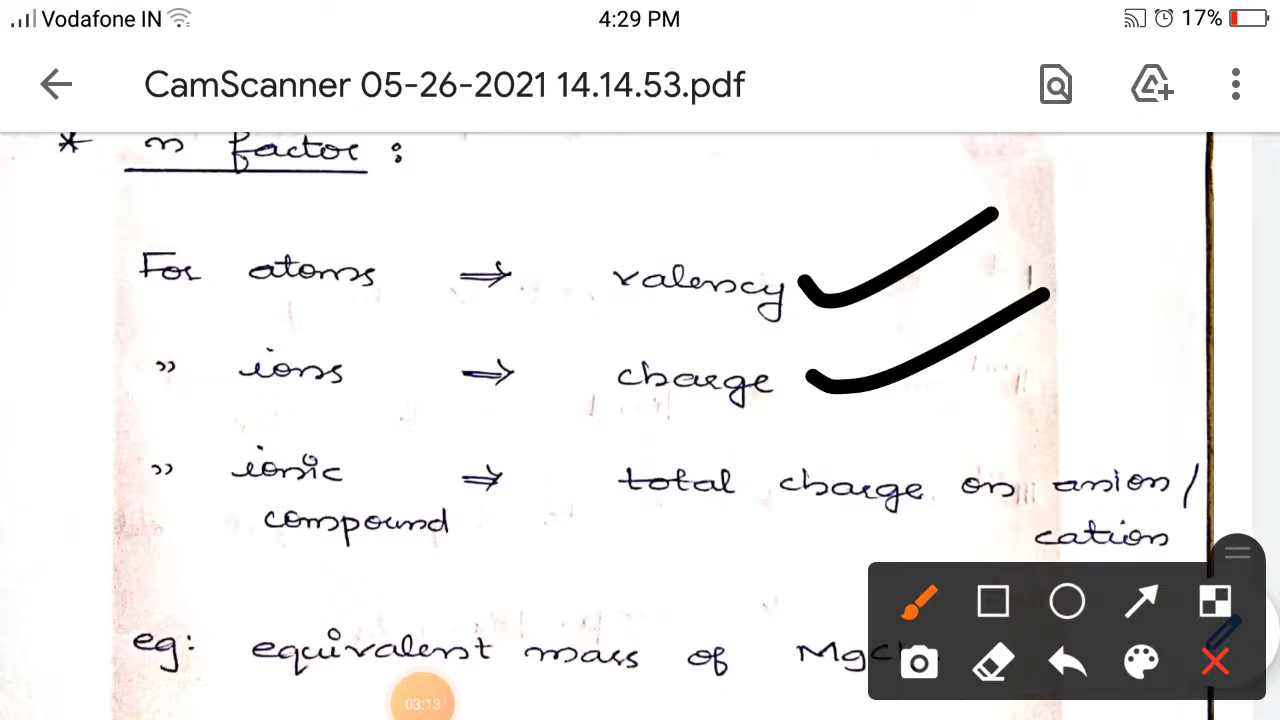 Vodafone IN 4:29 PM 17%
CamScanner 05-26-2021 14.14.53.pdf
* n factor :
For atoms ⇒ valency
" ions ⇒ charge
" ionic compound ⇒ total charge on anion/
cation
eg: equivalent mass of
03:13